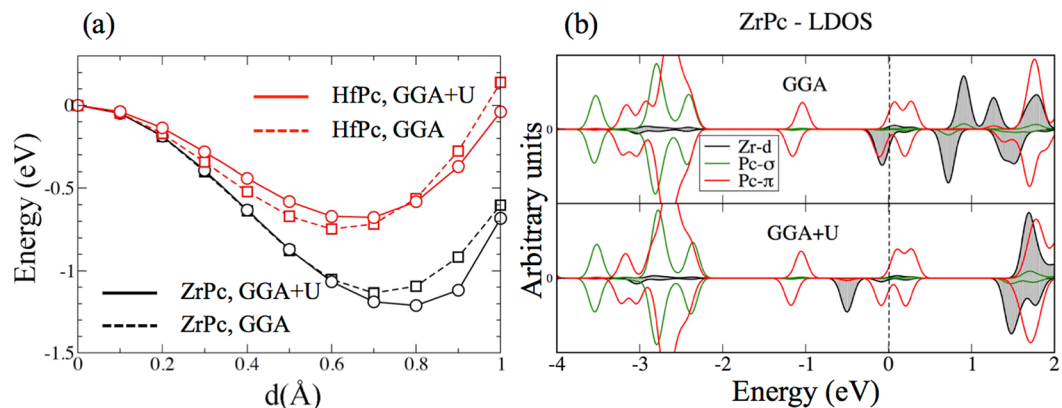 (a)
Energy (eV)
0
-0.5
-1
-1.5
HfPc, GGA+U
HfPc, GGA
ZrPc, GGA+U
ZrPc, GGA
0
0.2
0.4
0.6
0.8
1
d(Å)
(b)
ZrPc - LDOS
Arbitrary units
GGA
0
Zr-d
Pc-σ
Pc-π
GGA+U
0
-4
-3
-2
-1
0
1
2
Energy (eV)